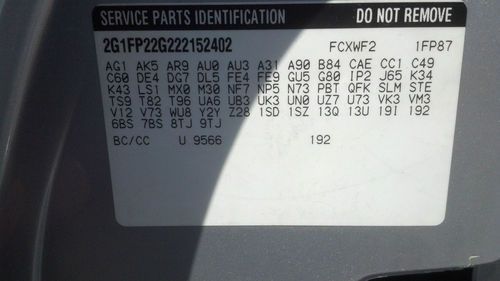 SERVICE PARTS IDENTIFICATION DO NOT REMOVE
2G1FP22G222152402 FCXWF2 1FP87
AG1 AK5 AR9 AU0 AU3 A31 A90 B84 CAE CC1 C49
C60 DE4 DG7 DL5 FE4 FE9 GU5 G80 IP2 J65 K34
K43 LS1 MX0 M30 NF7 NP5 N73 PBT QFK SLM STE
TS9 T82 T96 UA6 UB3 UK3 UN0 UZ7 U73 VK3 VM3
V12 V73 WU8 Y2Y Z28 1SD 1SZ 13Q 13U 19I 192
6BS 7BS 8TJ 9TJ
BC/CC U 9566 192